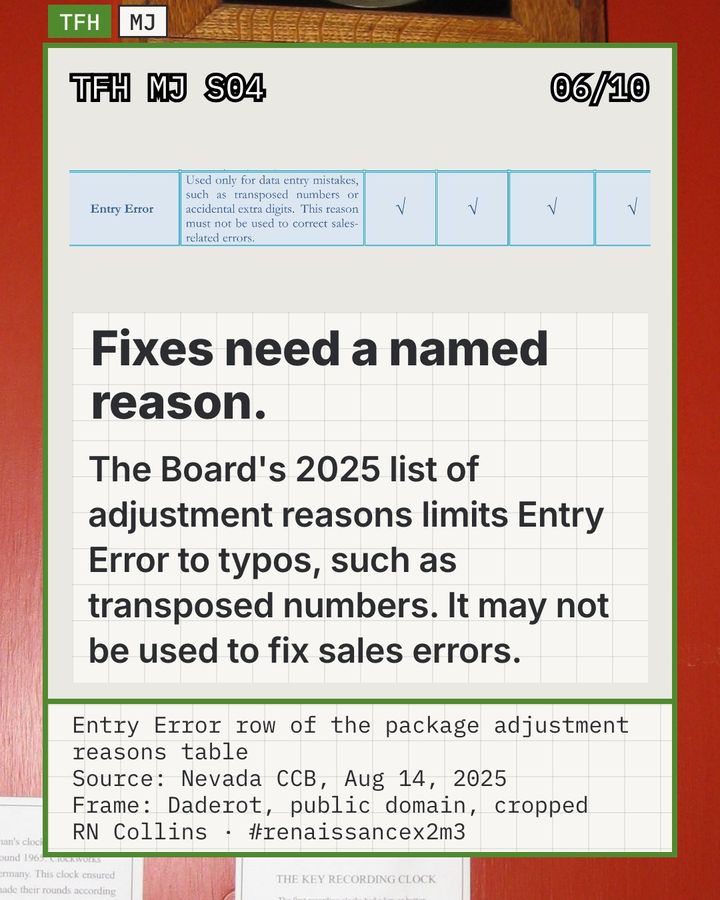 TFH MJ
TFH MJ S04 06/10
Entry Error
Used only for data entry mistakes,
such as transposed numbers or
accidental extra digits. This reason
must not be used to correct sales-
related errors.
√ √ √ √
Fixes need a named
reason.
The Board's 2025 list of
adjustment reasons limits Entry
Error to typos, such as
transposed numbers. It may not
be used to fix sales errors.
Entry Error row of the package adjustment
reasons table
Source: Nevada CCB, Aug 14, 2025
Frame: Daderot, public domain, cropped
RN Collins · #renaissancex2m3
THE KEY RECORDING CLOCK